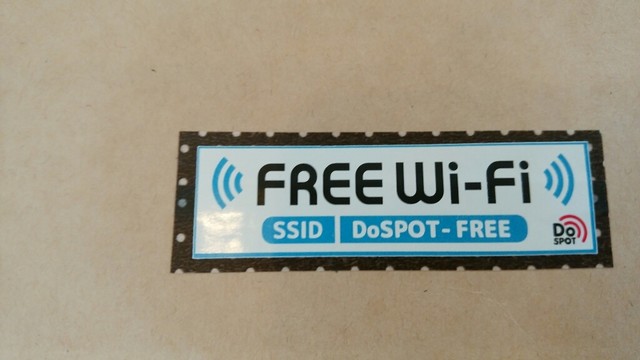 FREE Wi-Fi
SSID DoSPOT-FREE
Do
SPOT